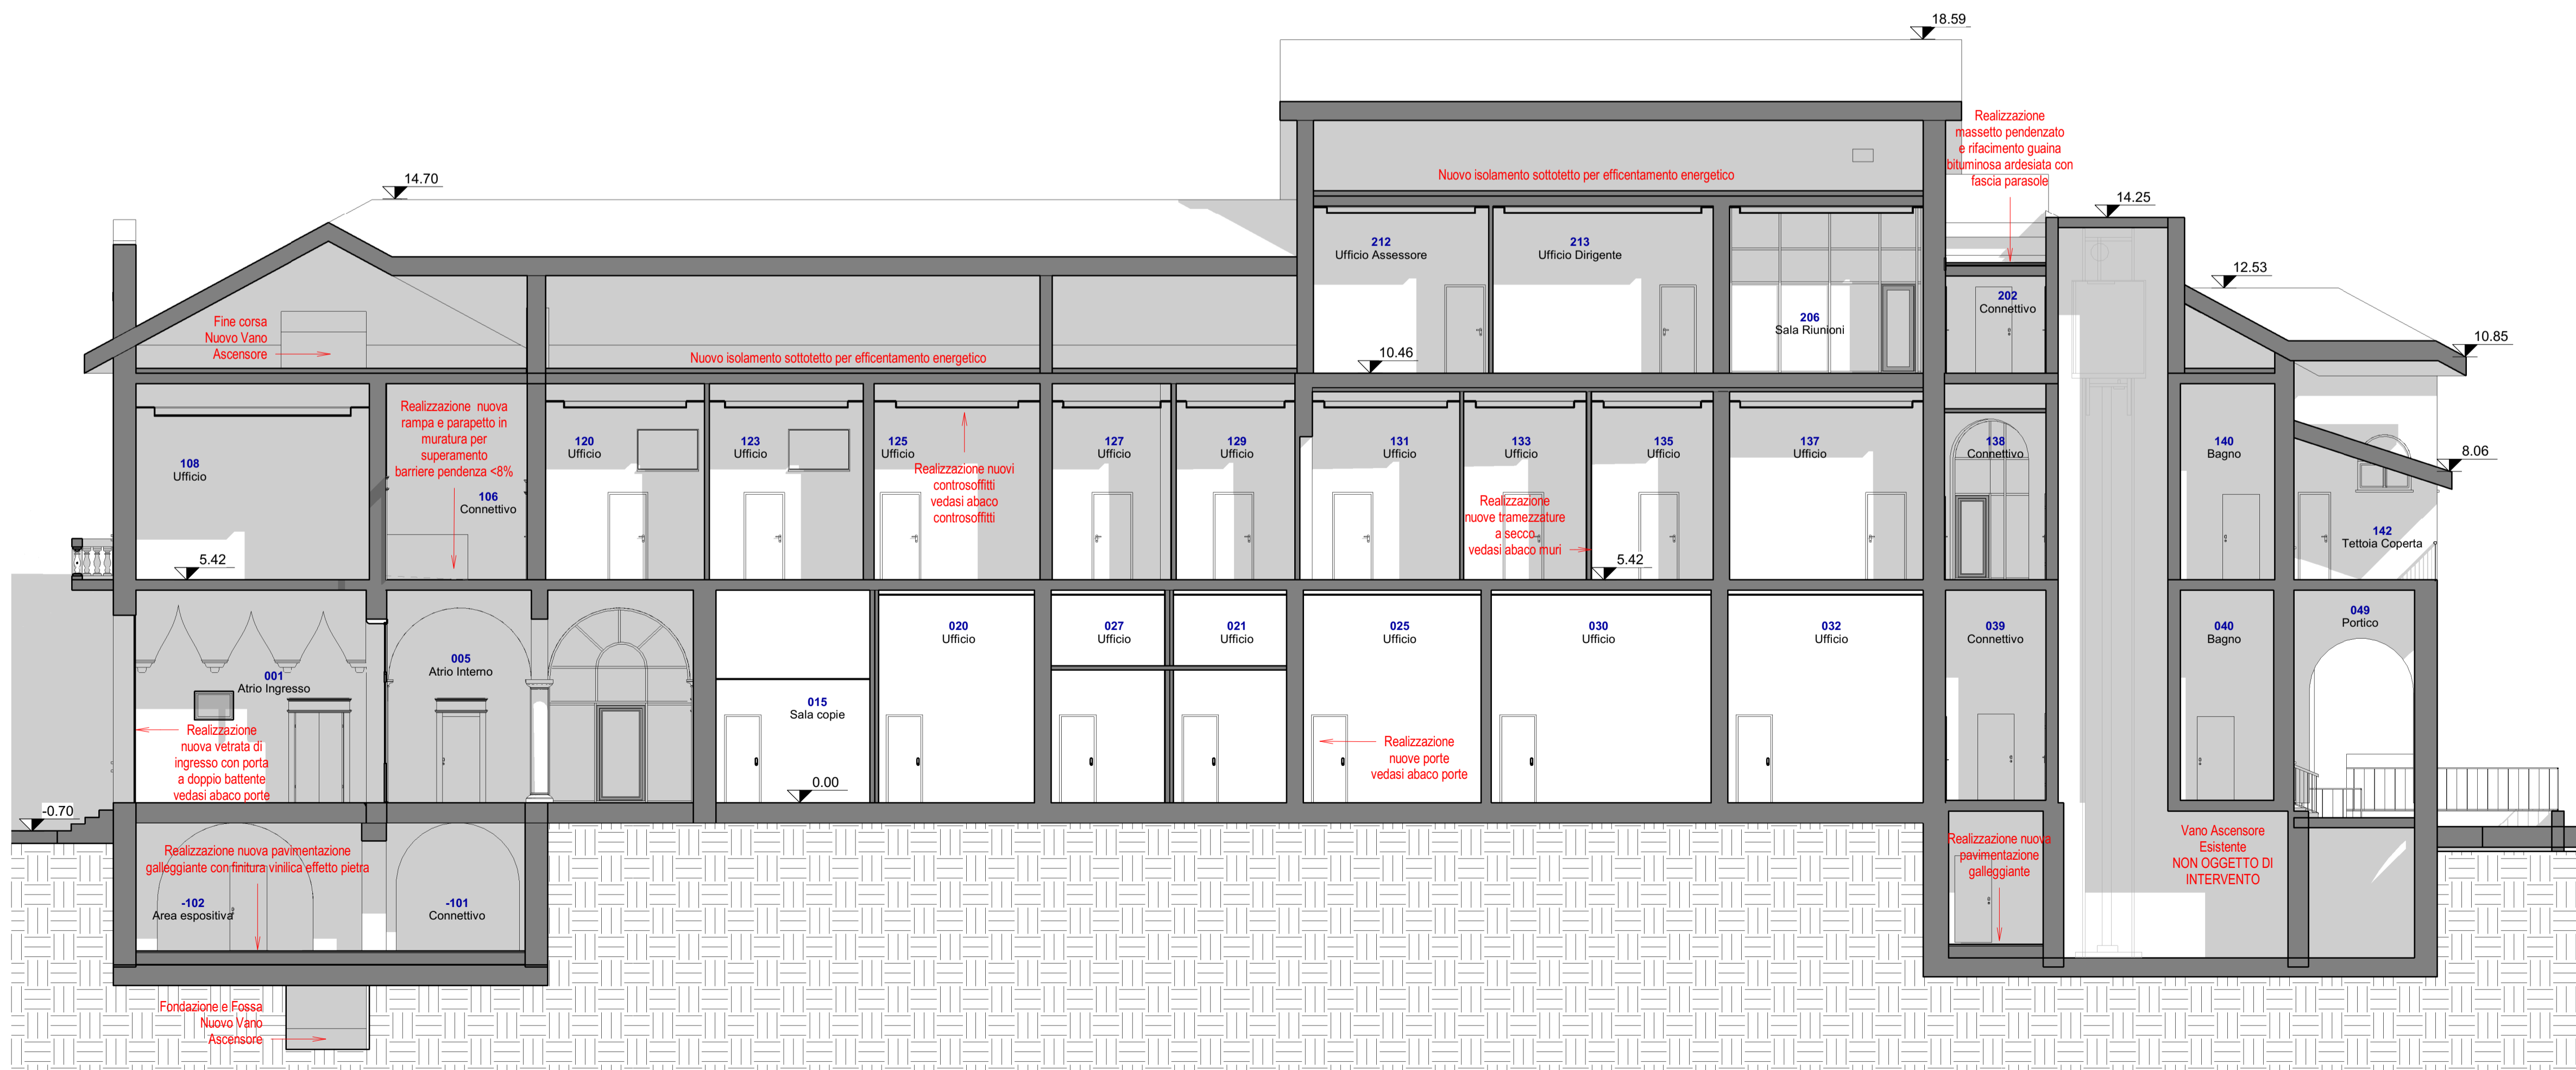 18.59
Realizzazione
massetto pendenzato
e rifacimento guaina
bituminosa ardesiata con
fascia parasole
Nuovo isolamento sottotetto per efficentamento energetico
14.70
14.25
212
Ufficio Assessore
213
Ufficio Dirigente
12.53
202
Connettivo
206
Sala Riunioni
Fine corsa
Nuovo Vano
Ascensore
10.85
Nuovo isolamento sottotetto per efficentamento energetico
10.46
Realizzazione nuova
rampa e parapetto in
muratura per
superamento
barriere pendenza <8%
108
Ufficio
106
Connettivo
120
Ufficio
123
Ufficio
125
Ufficio
Realizzazione nuovi
controsoffitti
vedasi abaco
controsoffitti
127
Ufficio
129
Ufficio
131
Ufficio
133
Ufficio
135
Ufficio
137
Ufficio
138
Connettivo
140
Bagno
8.06
Realizzazione
nuove tramezzature
a secco
vedasi abaco muri
142
Tettoia Coperta
5.42
5.42
001
Atrio Ingresso
005
Atrio Interno
015
Sala copie
020
Ufficio
027
Ufficio
021
Ufficio
025
Ufficio
030
Ufficio
032
Ufficio
039
Connettivo
040
Bagno
049
Portico
Realizzazione
nuova vetrata di
ingresso con porta
a doppio battente
vedasi abaco porte
Realizzazione
nuove porte
vedasi abaco porte
0.00
-0.70
Realizzazione nuova pavimentazione
galleggiante con finitura vinilica effetto pietra
Realizzazione nuova
pavimentazione
galleggiante
Vano Ascensore
Esistente
NON OGGETTO DI
INTERVENTO
-102
Area espositiva
-101
Connettivo
Fondazione e Fossa
Nuovo Vano
Ascensore